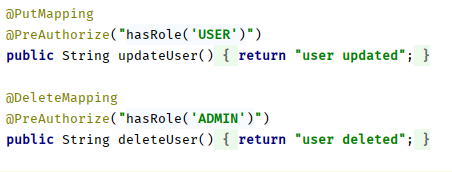 @PutMapping
@PreAuthorize("hasRole('USER')")
public String updateUser() { return "user updated"; }
@DeleteMapping
@PreAuthorize("hasRole('ADMIN')")
public String deleteUser() { return "user deleted"; }